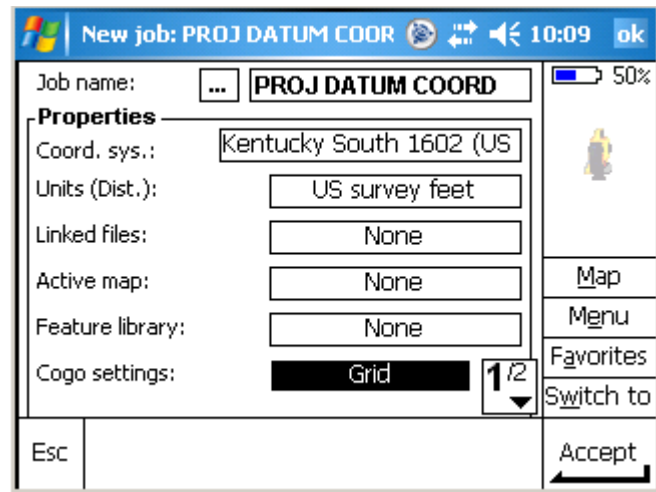 New job: PROJ DATUM COOR 10:09 ok
Job name: ... PROJ DATUM COORD
50%
Properties
Coord. sys.: Kentucky South 1602 (US
Units (Dist.): US survey feet
Linked files: None
Active map: None
Map
Feature library: None
Menu
Favorites
Cogo settings: Grid 1/2
Switch to
Esc
Accept